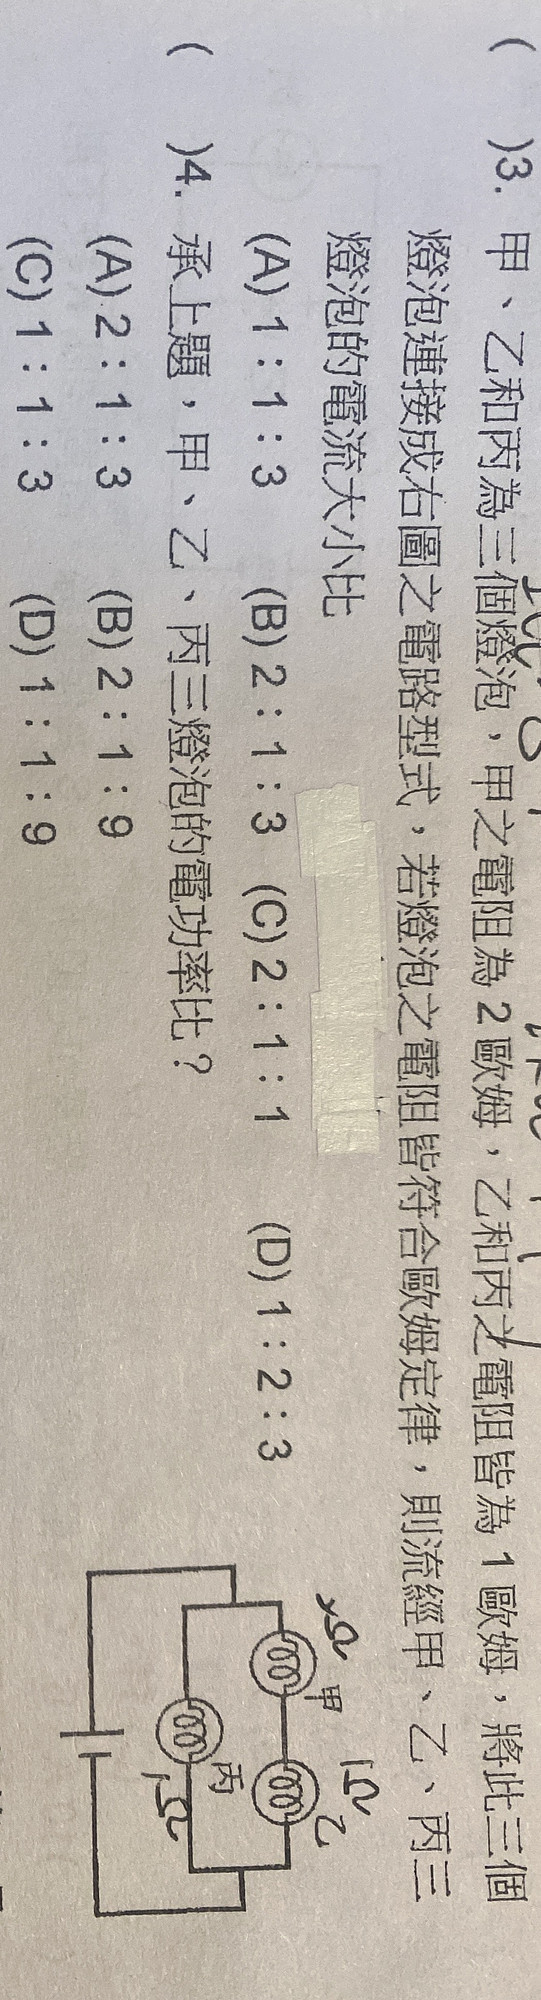 ( )3. 甲、乙和丙為三個燈泡，甲之電阻為2歐姆，乙和丙之電阻皆為1歐姆，將此三個
燈泡連接成右圖之電路型式，若燈泡之電阻皆符合歐姆定律，則流經甲、乙、丙三
燈泡的電流大小比
(A) 1：1：3 (B) 2：1：3 (C) 2：1：1 (D) 1：2：3
( )4. 承上題，甲、乙、丙三燈泡的電功率比？
(A) 2：1：3 (B) 2：1：9
(C) 1：1：3 (D) 1：1：9
2Ω 1Ω
甲 乙
丙
1Ω